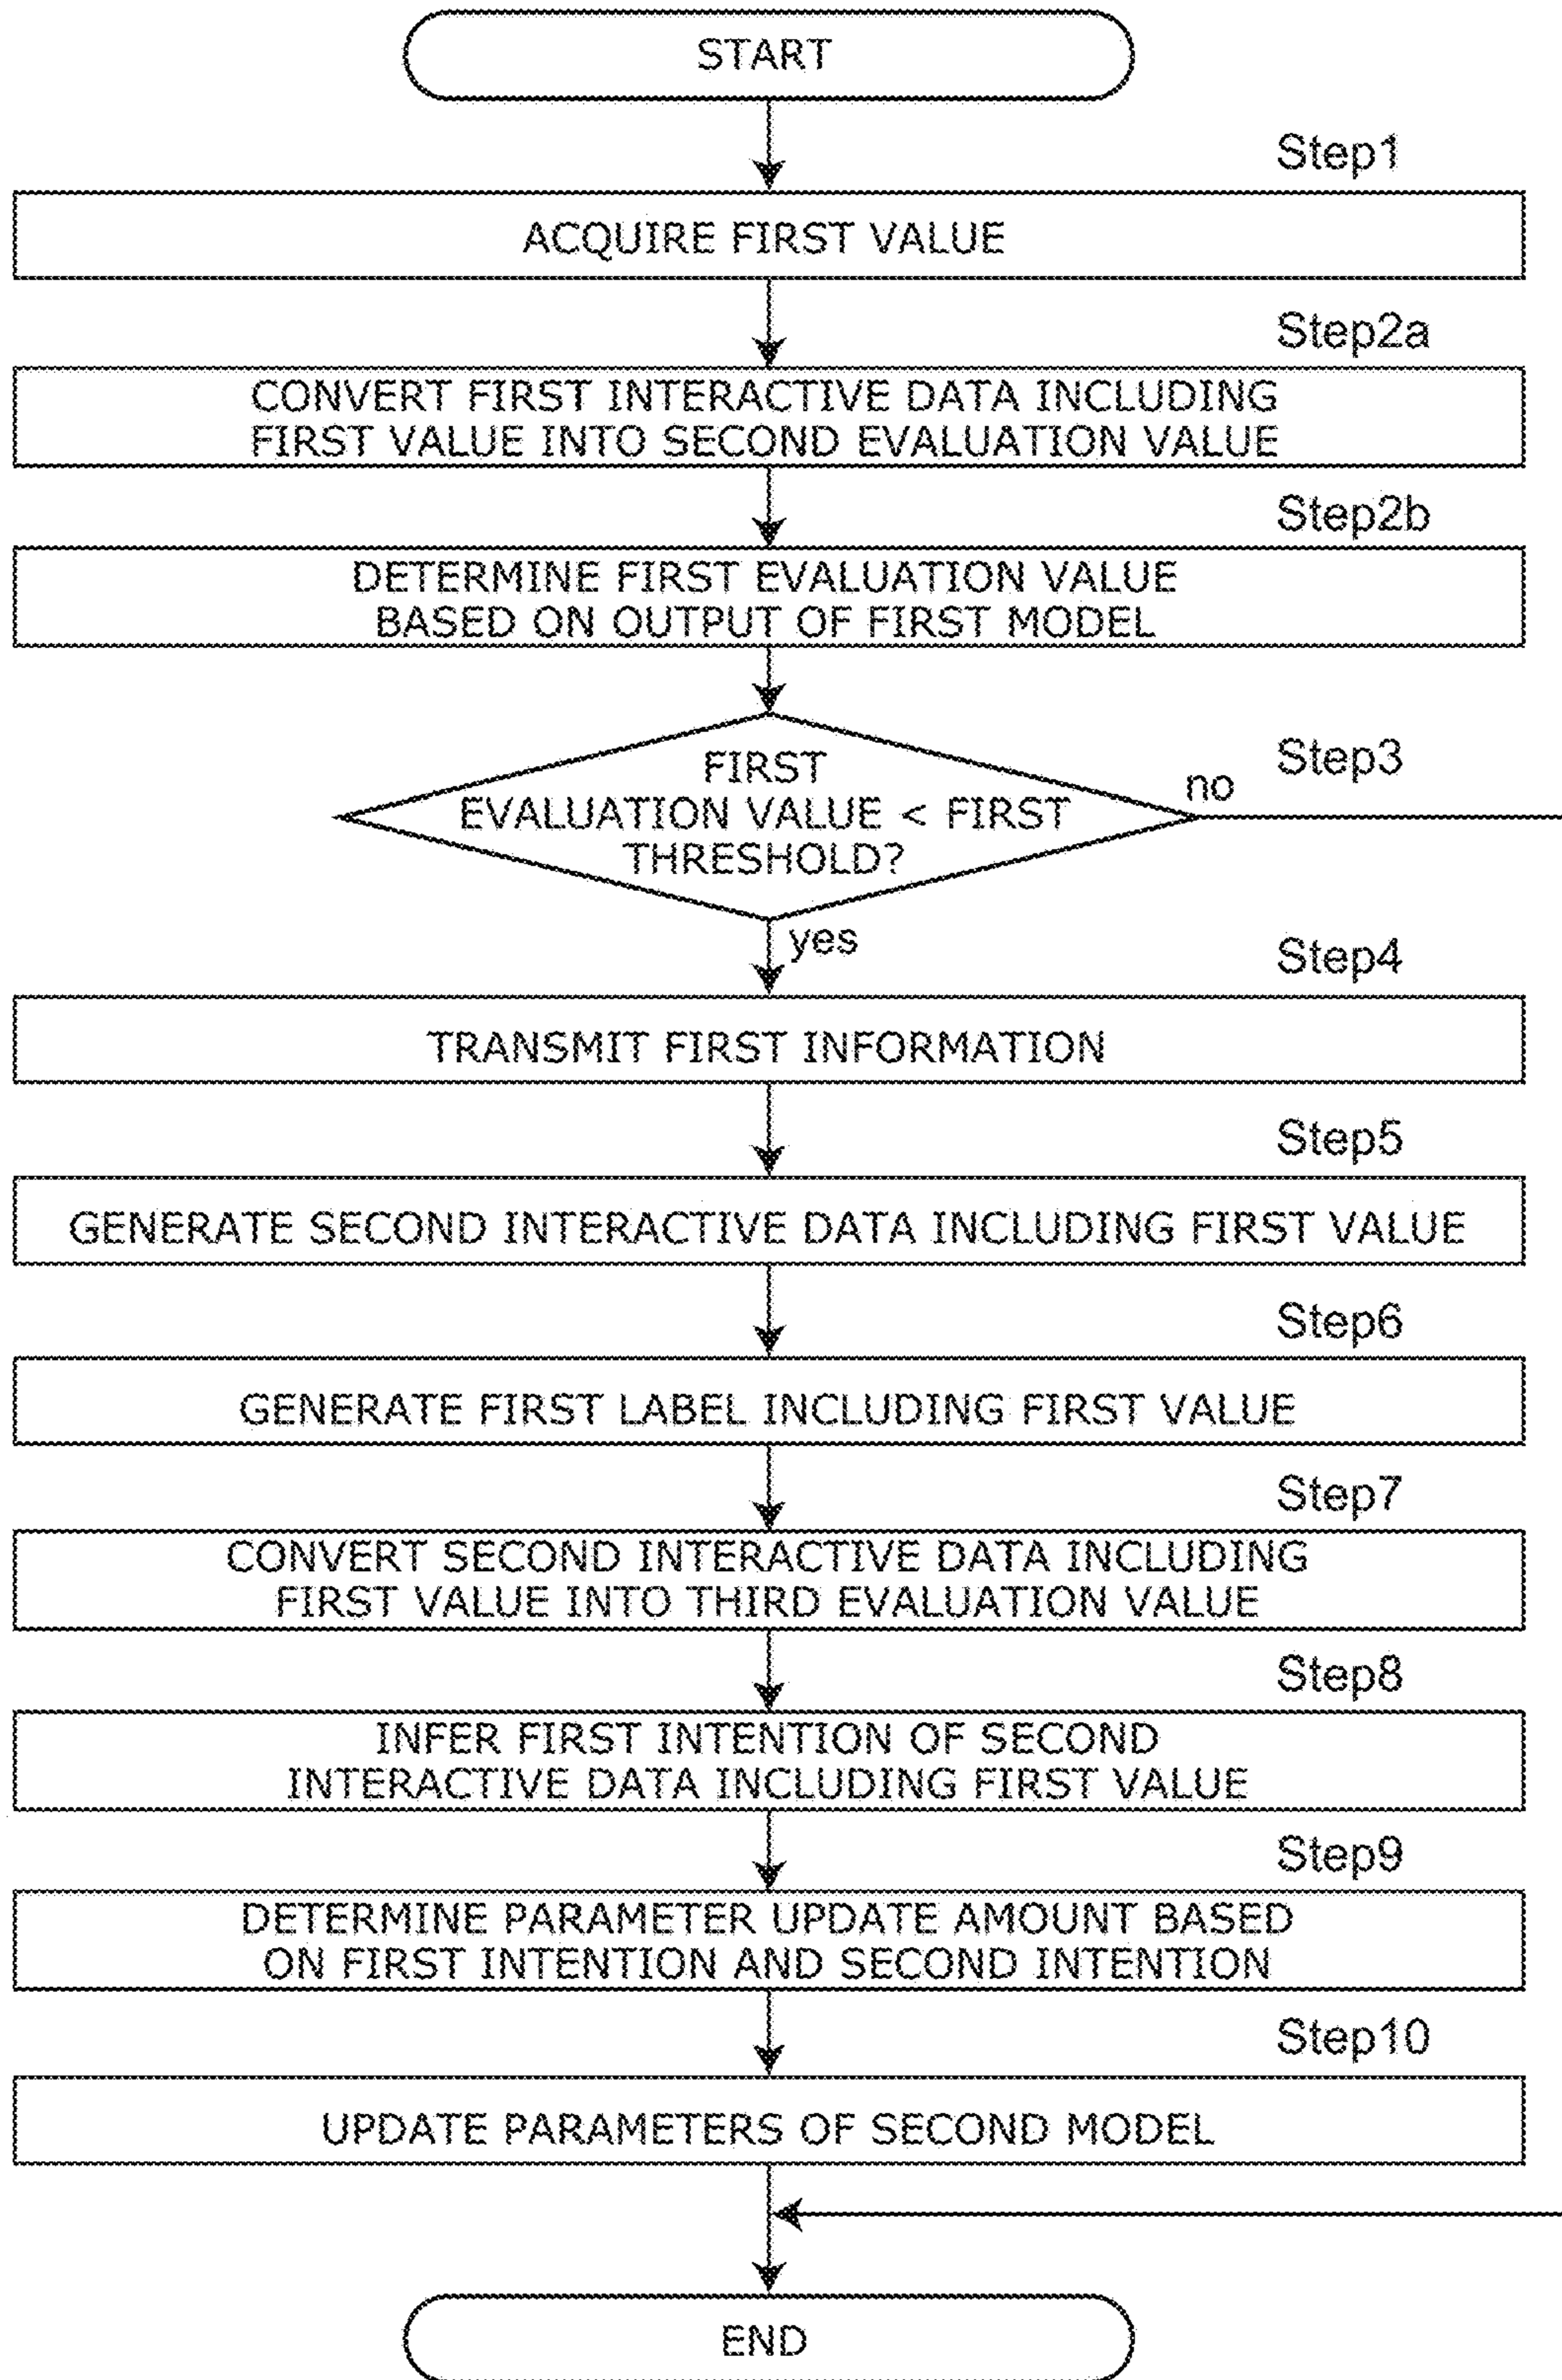 START
Step1
ACQUIRE FIRST VALUE
Step2a
CONVERT FIRST INTERACTIVE DATA INCLUDING
FIRST VALUE INTO SECOND EVALUATION VALUE
Step2b
DETERMINE FIRST EVALUATION VALUE
BASED ON OUTPUT OF FIRST MODEL
Step3
FIRST
EVALUATION VALUE < FIRST
THRESHOLD?
no
yes
Step4
TRANSMIT FIRST INFORMATION
Step5
GENERATE SECOND INTERACTIVE DATA INCLUDING FIRST VALUE
Step6
GENERATE FIRST LABEL INCLUDING FIRST VALUE
Step7
CONVERT SECOND INTERACTIVE DATA INCLUDING
FIRST VALUE INTO THIRD EVALUATION VALUE
Step8
INFER FIRST INTENTION OF SECOND
INTERACTIVE DATA INCLUDING FIRST VALUE
Step9
DETERMINE PARAMETER UPDATE AMOUNT BASED
ON FIRST INTENTION AND SECOND INTENTION
Step10
UPDATE PARAMETERS OF SECOND MODEL
END